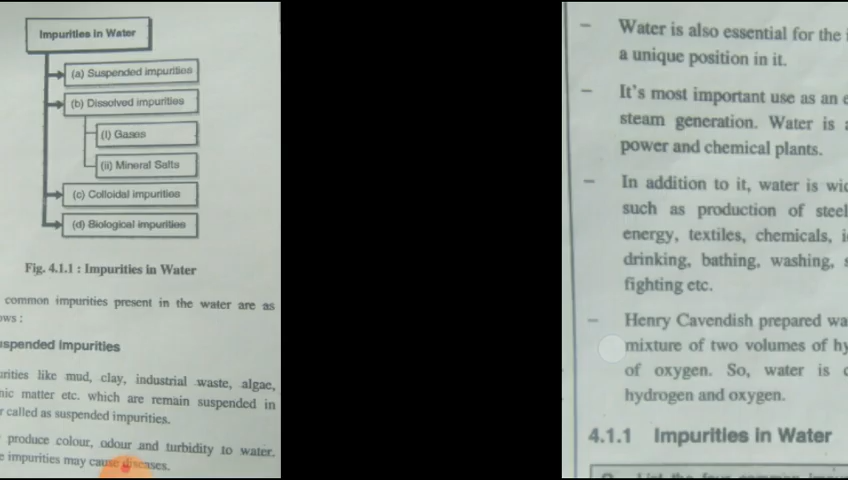 Impurities in Water
(a) Suspended impurities
(b) Dissolved impurities
(i) Gases
(ii) Mineral Salts
(c) Colloidal impurities
(d) Biological impurities
Fig. 4.1.1 : Impurities in Water
common impurities present in the water are as
ows :
spended Impurities
urities like mud, clay, industrial waste, algae,
nic matter etc. which are remain suspended in
r called as suspended impurities.
produce colour, odour and turbidity to water.
e impurities may cause diseases.
– Water is also essential for the i
a unique position in it.
– It's most important use as an e
steam generation. Water is a
power and chemical plants.
– In addition to it, water is wid
such as production of steel
energy, textiles, chemicals, i
drinking, bathing, washing, s
fighting etc.
– Henry Cavendish prepared wa
mixture of two volumes of hy
of oxygen. So, water is c
hydrogen and oxygen.
4.1.1 Impurities in Water